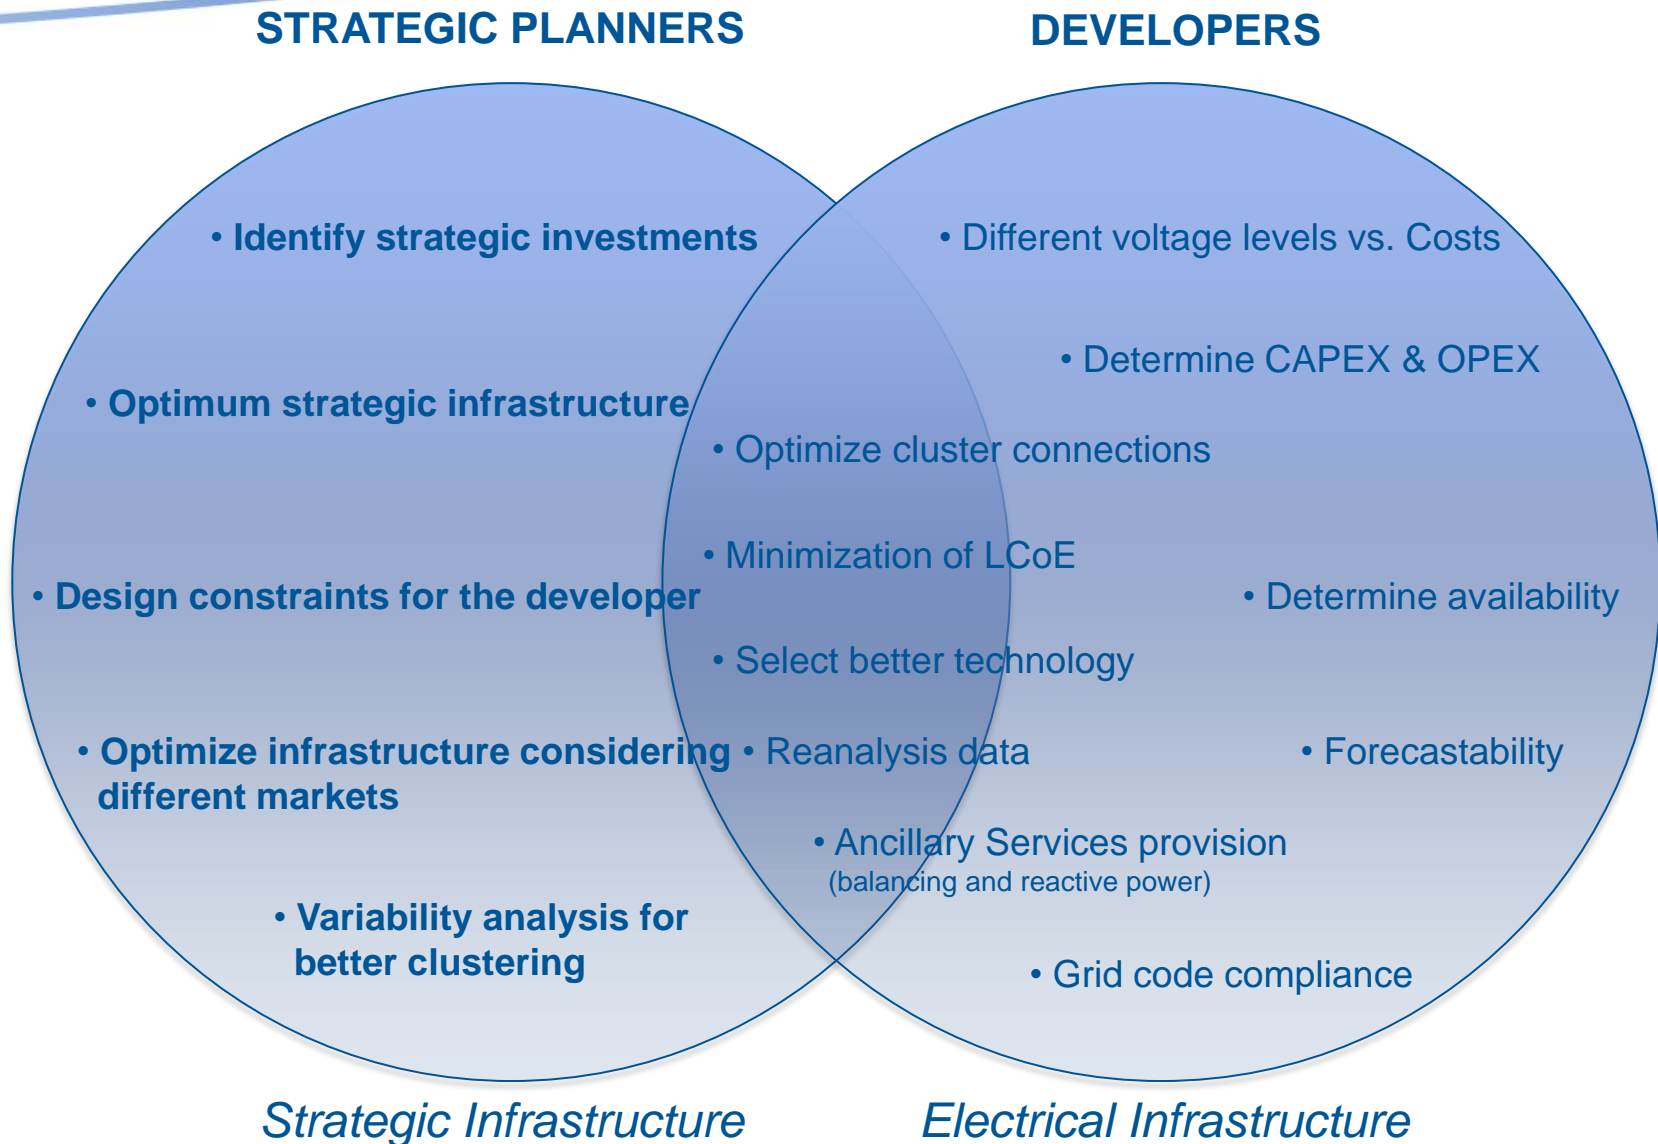 STRATEGIC PLANNERS
DEVELOPERS
• Identify strategic investments
• Different voltage levels vs. Costs
• Determine CAPEX & OPEX
• Optimum strategic infrastructure
• Optimize cluster connections
• Minimization of LCoE
• Design constraints for the developer
• Determine availability
• Select better technology
• Optimize infrastructure considering
different markets
• Reanalysis data
• Forecastability
• Ancillary Services provision
(balancing and reactive power)
• Variability analysis for
better clustering
• Grid code compliance
Strategic Infrastructure
Electrical Infrastructure